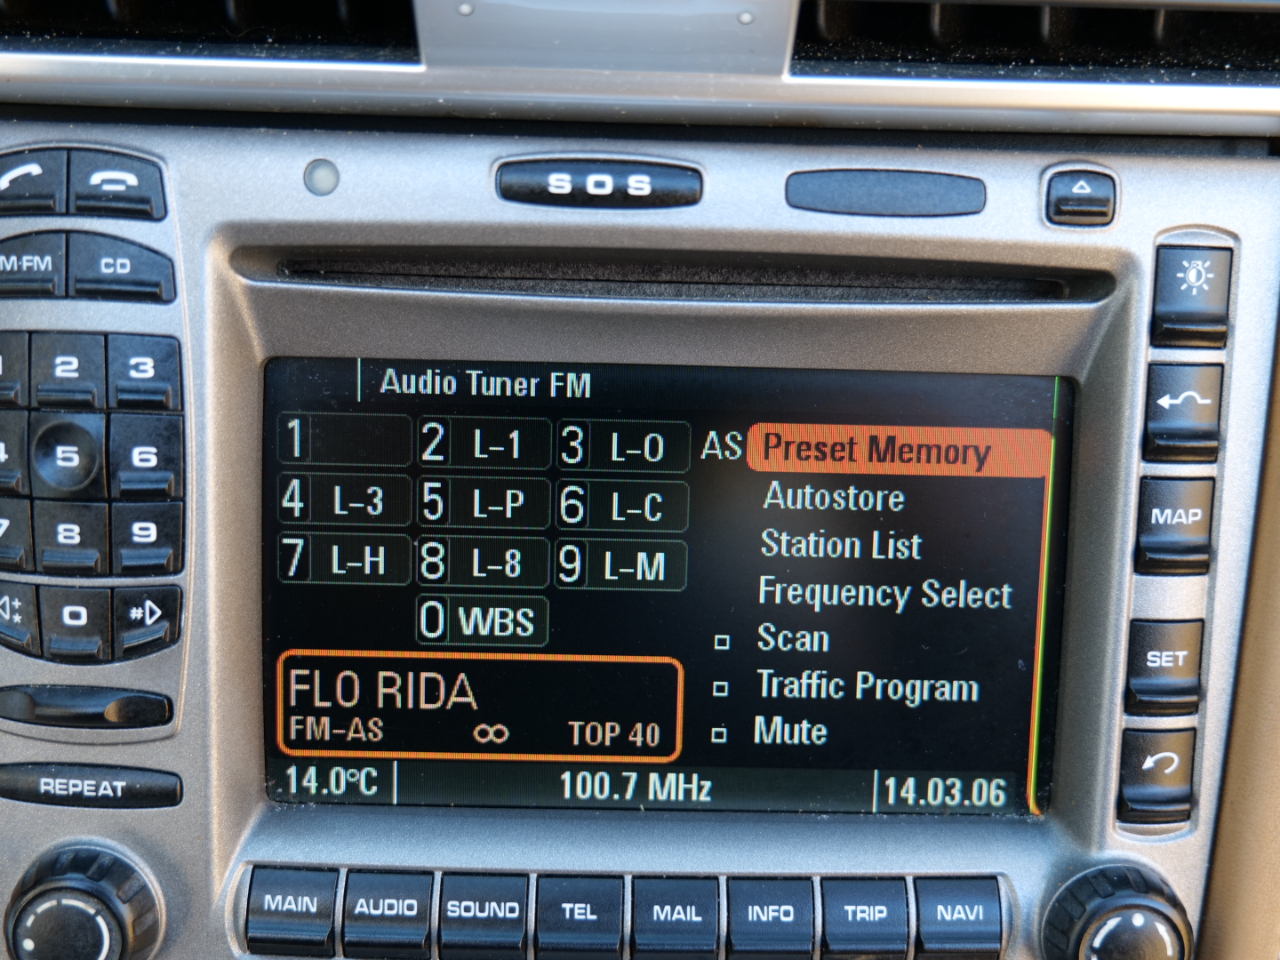 SOS
M·FM CD
2 3
5 6
8 9
0 #
REPEAT
Audio Tuner FM
1 2 L-1 3 L-0
4 L-3 5 L-P 6 L-C
7 L-H 8 L-8 9 L-M
0 WBS
AS Preset Memory
Autostore
Station List
Frequency Select
Scan
Traffic Program
Mute
FLO RIDA
FM-AS ∞ TOP 40
14.0°C 100.7 MHz 14.03.06
MAP
SET
MAIN AUDIO SOUND TEL MAIL INFO TRIP NAVI